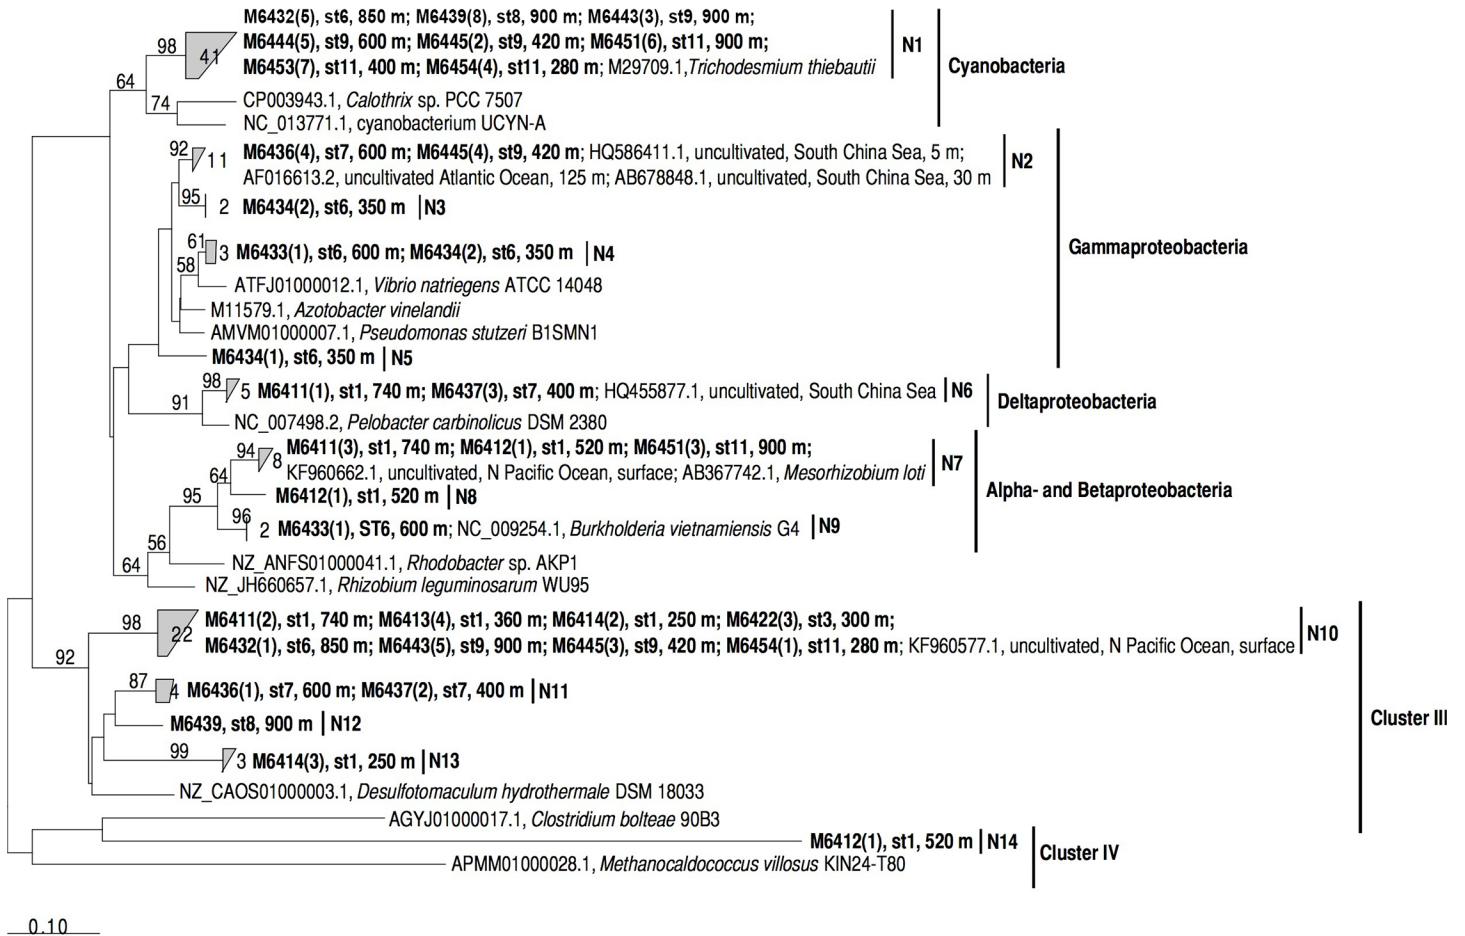 M6432(5), st6, 850 m; M6439(8), st8, 900 m; M6443(3), st9, 900 m;
98 41 M6444(5), st9, 600 m; M6445(2), st9, 420 m; M6451(6), st11, 900 m; N1
M6453(7), st11, 400 m; M6454(4), st11, 280 m; M29709.1,Trichodesmium thiebautii Cyanobacteria
64
74 CP003943.1, Calothrix sp. PCC 7507
NC_013771.1, cyanobacterium UCYN-A
92 11 M6436(4), st7, 600 m; M6445(4), st9, 420 m; HQ586411.1, uncultivated, South China Sea, 5 m; N2
AF016613.2, uncultivated Atlantic Ocean, 125 m; AB678848.1, uncultivated, South China Sea, 30 m
95 2 M6434(2), st6, 350 m N3
61 3 M6433(1), st6, 600 m; M6434(2), st6, 350 m N4 Gammaproteobacteria
58
ATFJ01000012.1, Vibrio natriegens ATCC 14048
M11579.1, Azotobacter vinelandii
AMVM01000007.1, Pseudomonas stutzeri B1SMN1
M6434(1), st6, 350 m N5
98 5 M6411(1), st1, 740 m; M6437(3), st7, 400 m; HQ455877.1, uncultivated, South China Sea N6
91 Deltaproteobacteria
NC_007498.2, Pelobacter carbinolicus DSM 2380
94 8 M6411(3), st1, 740 m; M6412(1), st1, 520 m; M6451(3), st11, 900 m;
KF960662.1, uncultivated, N Pacific Ocean, surface; AB367742.1, Mesorhizobium loti N7
64
M6412(1), st1, 520 m N8 Alpha- and Betaproteobacteria
95
96 2 M6433(1), ST6, 600 m; NC_009254.1, Burkholderia vietnamiensis G4 N9
56
NZ_ANFS01000041.1, Rhodobacter sp. AKP1
64
NZ_JH660657.1, Rhizobium leguminosarum WU95
98 22 M6411(2), st1, 740 m; M6413(4), st1, 360 m; M6414(2), st1, 250 m; M6422(3), st3, 300 m; N10
M6432(1), st6, 850 m; M6443(5), st9, 900 m; M6445(3), st9, 420 m; M6454(1), st11, 280 m; KF960577.1, uncultivated, N Pacific Ocean, surface
92
87 4 M6436(1), st7, 600 m; M6437(2), st7, 400 m N11
M6439, st8, 900 m N12 Cluster III
99 3 M6414(3), st1, 250 m N13
NZ_CAOS01000003.1, Desulfotomaculum hydrothermale DSM 18033
AGYJ01000017.1, Clostridium bolteae 90B3
M6412(1), st1, 520 m N14 Cluster IV
APMM01000028.1, Methanocaldococcus villosus KIN24-T80
0.10